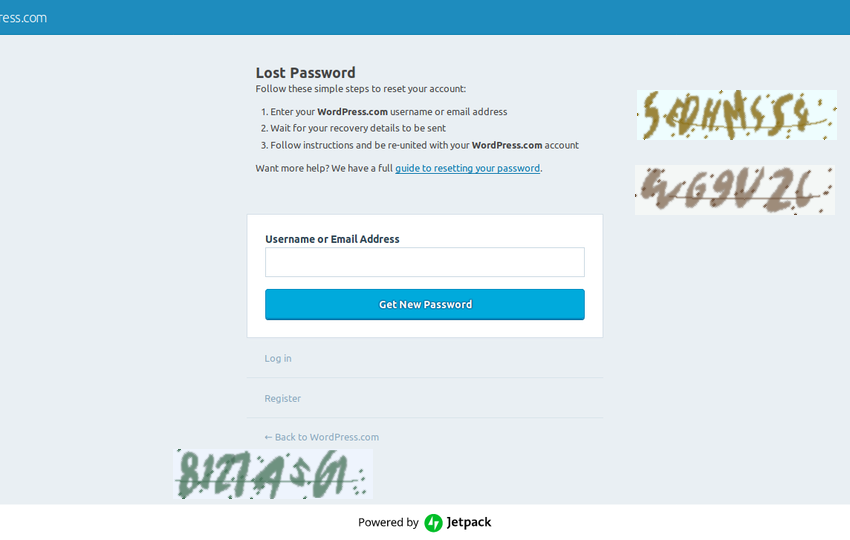 ress.com
Lost Password
Follow these simple steps to reset your account:
1. Enter your WordPress.com username or email address
2. Wait for your recovery details to be sent
3. Follow instructions and be re-united with your WordPress.com account
Want more help? We have a full guide to resetting your password.
Username or Email Address
Get New Password
Log in
Register
← Back to WordPress.com
Powered by Jetpack